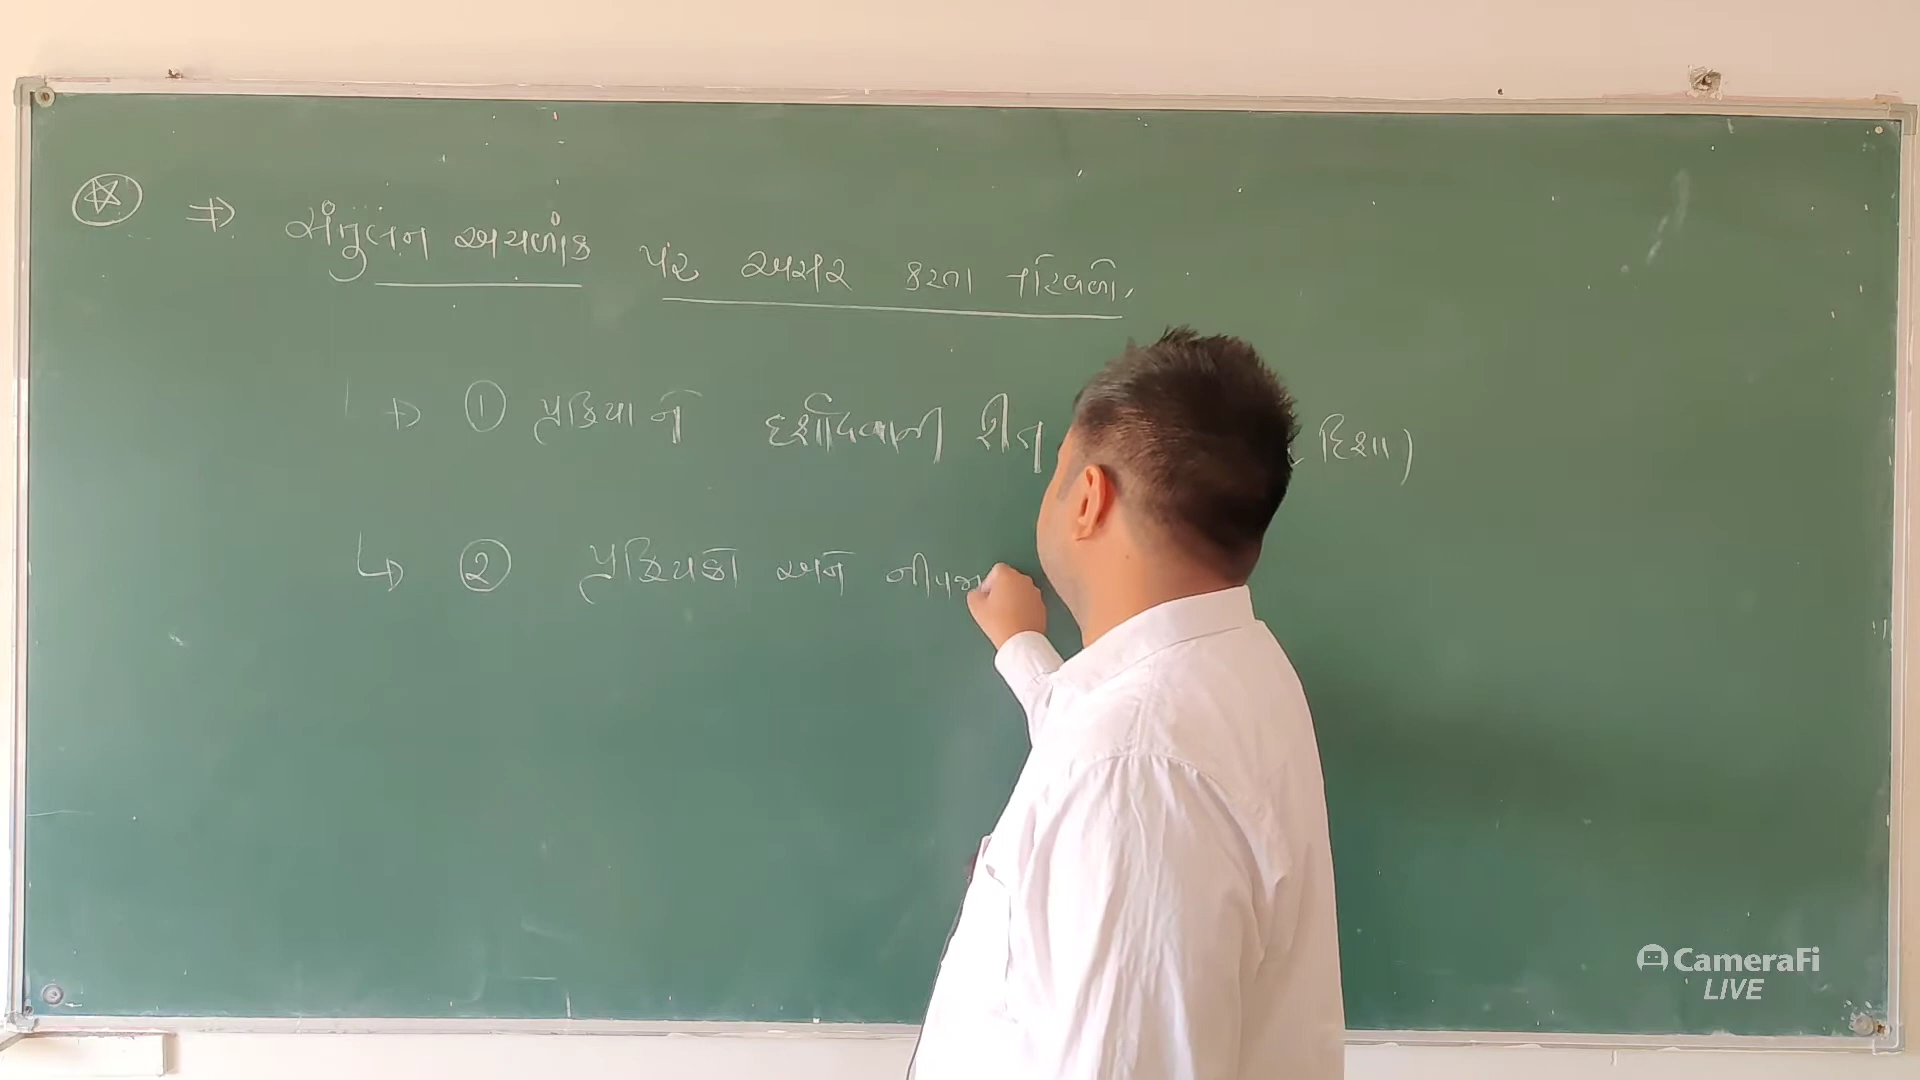 ⇒ સંતુલન અચળાંક પર અસર કરતા પરિબળો,
① પ્રક્રિયાને દર્શાવવાની રીત દિશા)
② પ્રક્રિયકો અને નીપજ
CameraFi
LIVE